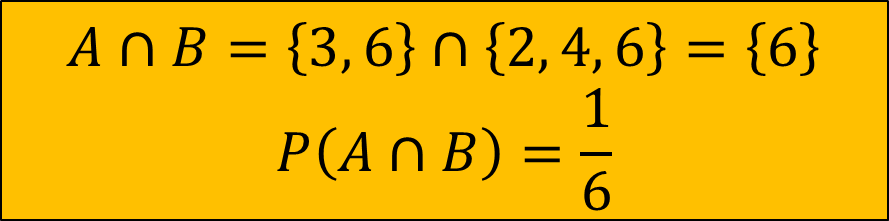 A ∩ B = {3, 6} ∩ {2, 4, 6} = {6}
P(A ∩ B) = 1/6